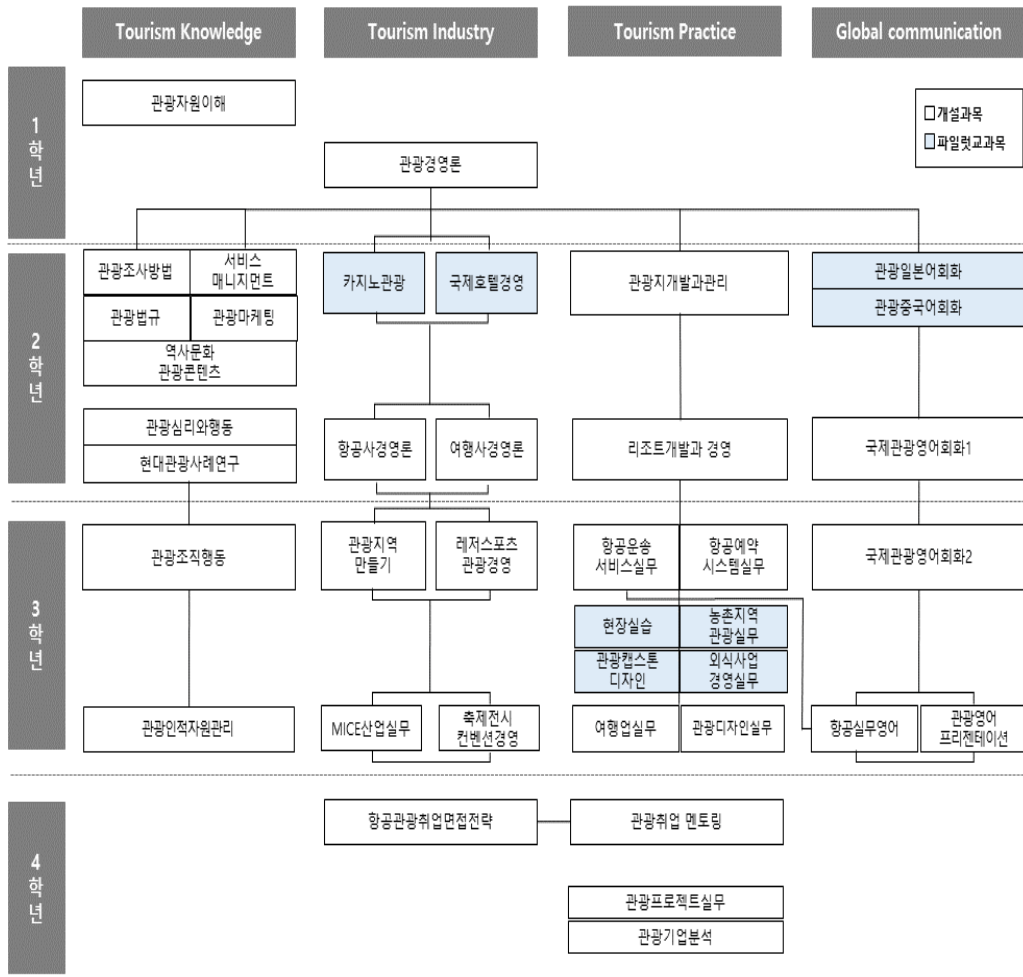 Tourism Knowledge
Tourism Industry
Tourism Practice
Global communication
1
학
년
관광자원이해
관광경영론
개설과목
파일럿교과목
2
학
년
관광조사방법
서비스
매니지먼트
관광법규
관광마케팅
역사문화
관광콘텐츠
관광심리와행동
현대관광사례연구
카지노관광
국제호텔경영
항공사경영론
여행사경영론
관광지개발과관리
리조트개발과 경영
관광일본어회화
관광중국어회화
국제관광영어회화1
3
학
년
관광조직행동
관광인적자원관리
관광지역
만들기
레저스포츠
관광경영
MICE산업실무
축제전시
컨벤션경영
항공운송
서비스실무
항공예약
시스템실무
현장실습
농촌지역
관광실무
관광캡스톤
디자인
외식사업
경영실무
여행업실무
관광디자인실무
국제관광영어회화2
항공실무영어
관광영어
프리젠테이션
4
학
년
항공관광취업면접전략
관광취업 멘토링
관광프로젝트실무
관광기업분석